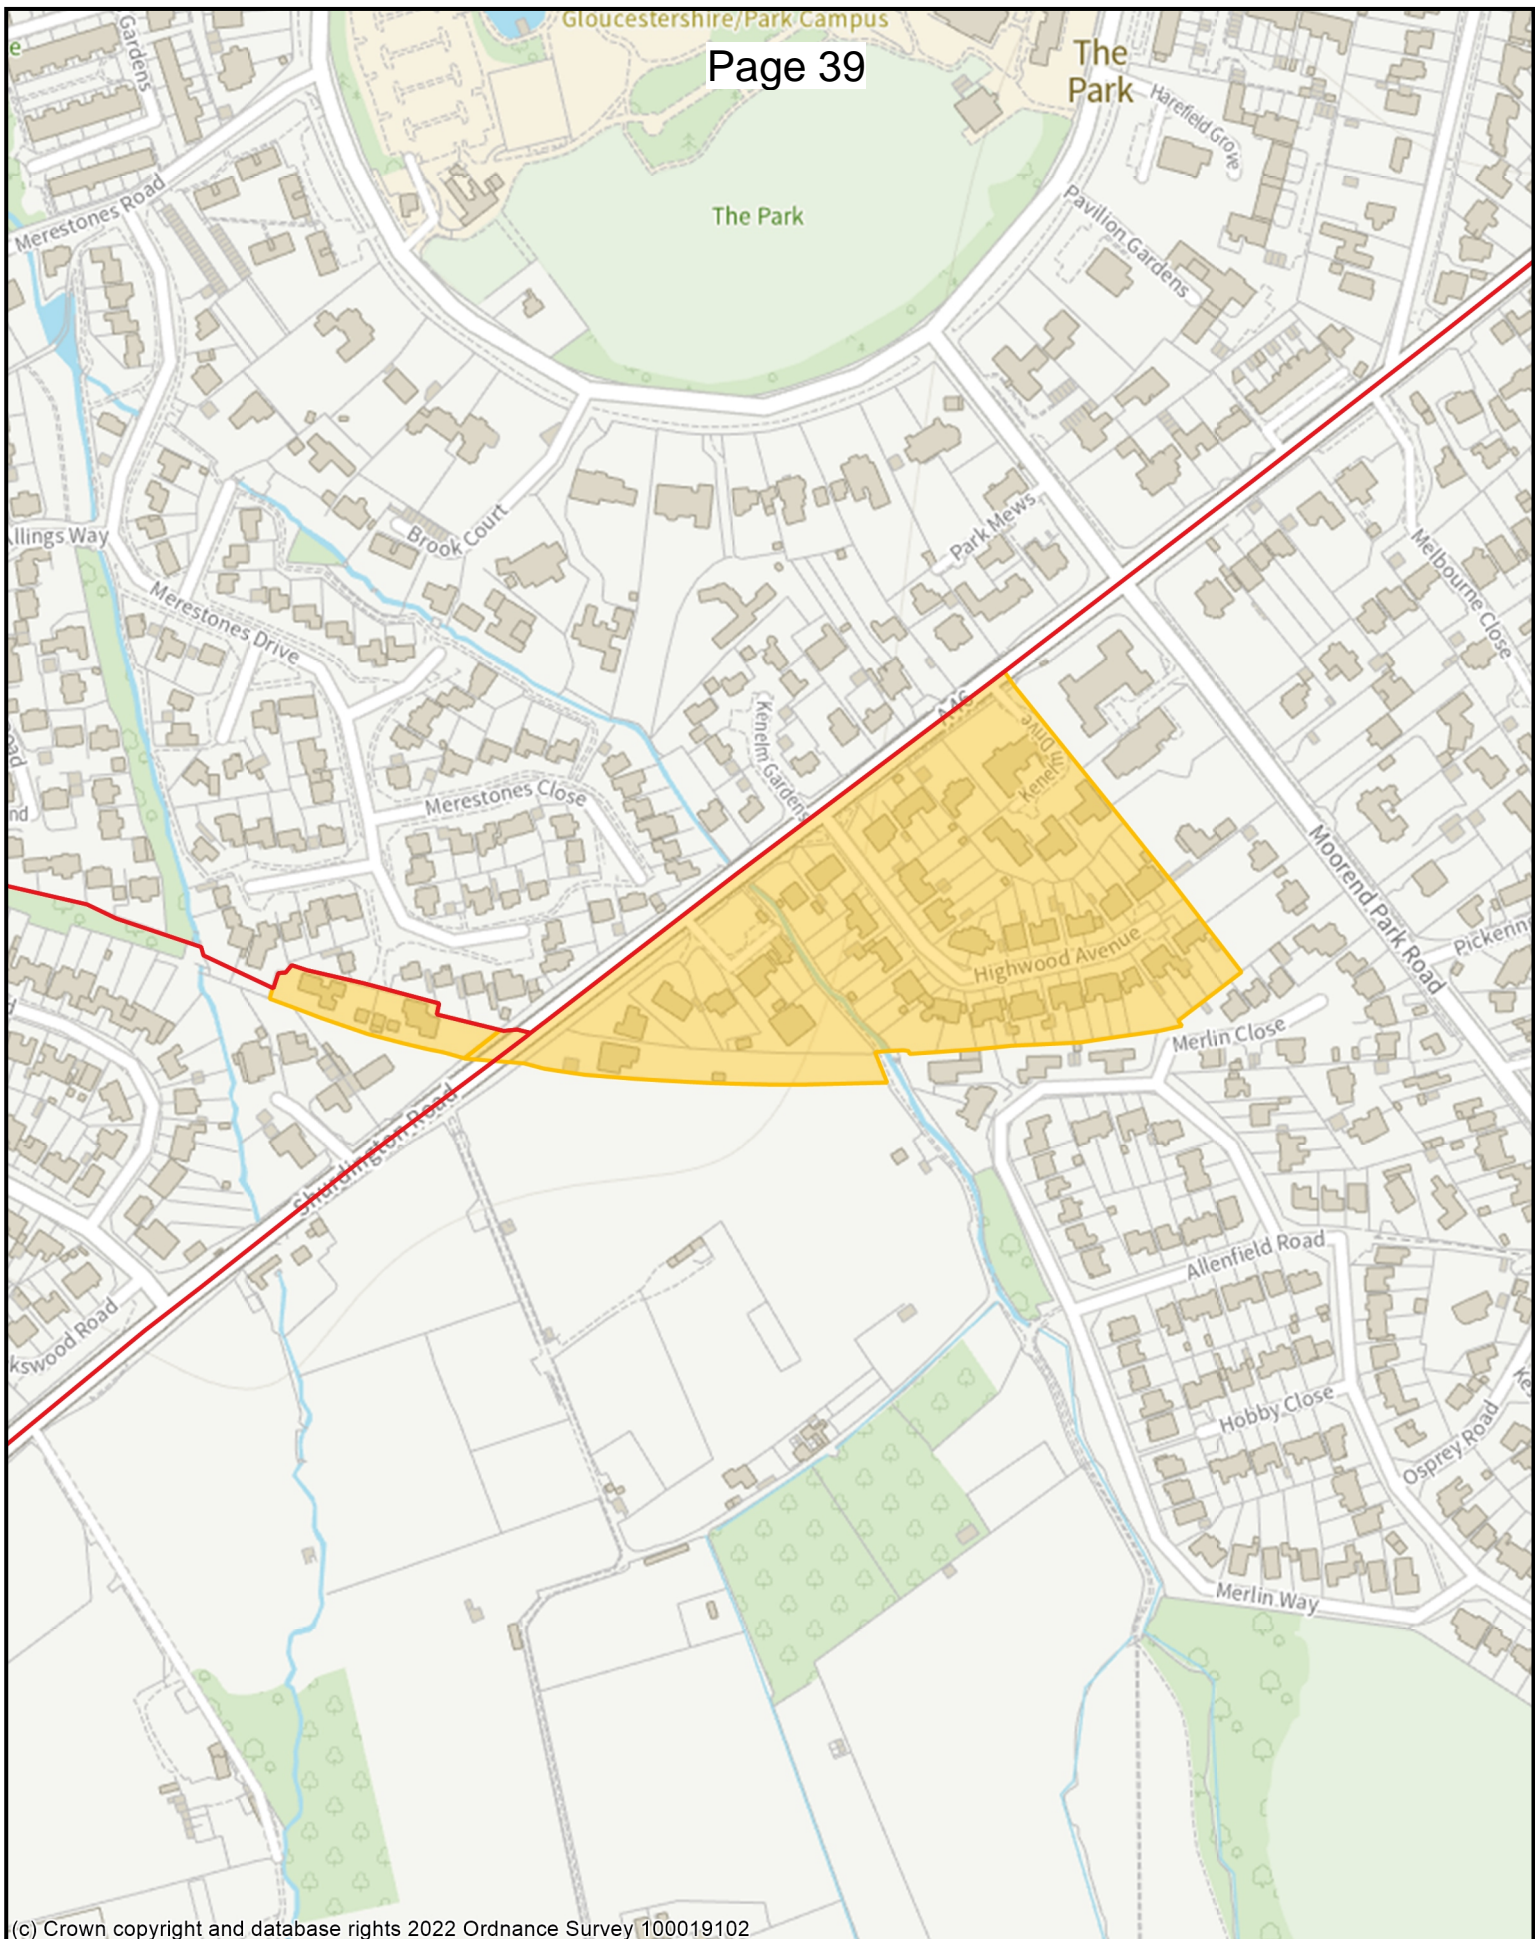 Gloucestershire/Park Campus
Page 39
The
Park
Gardens
Harefield Grove
Merestones Road
The Park
Pavilion Gardens
Brook Court
Park Mews
Melbourne Close
Merestones Drive
A46
Kenelm Gardens
Kenelm Drive
Merestones Close
Moorend Park Road
Highwood Avenue
Merlin Close
Shurdington Road
Allenfield Road
Hobby Close
Osprey Road
Merlin Way
(c) Crown copyright and database rights 2022 Ordnance Survey 100019102